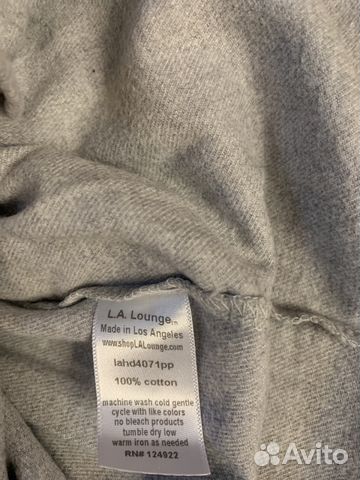 L.A. Lounge™
Made in Los Angeles
www.shopLALounge.com
lahd4071pp
100% cotton
machine wash cold gentle
cycle with like colors
no bleach products
tumble dry low
warm iron as needed
RN# 124922
Avito